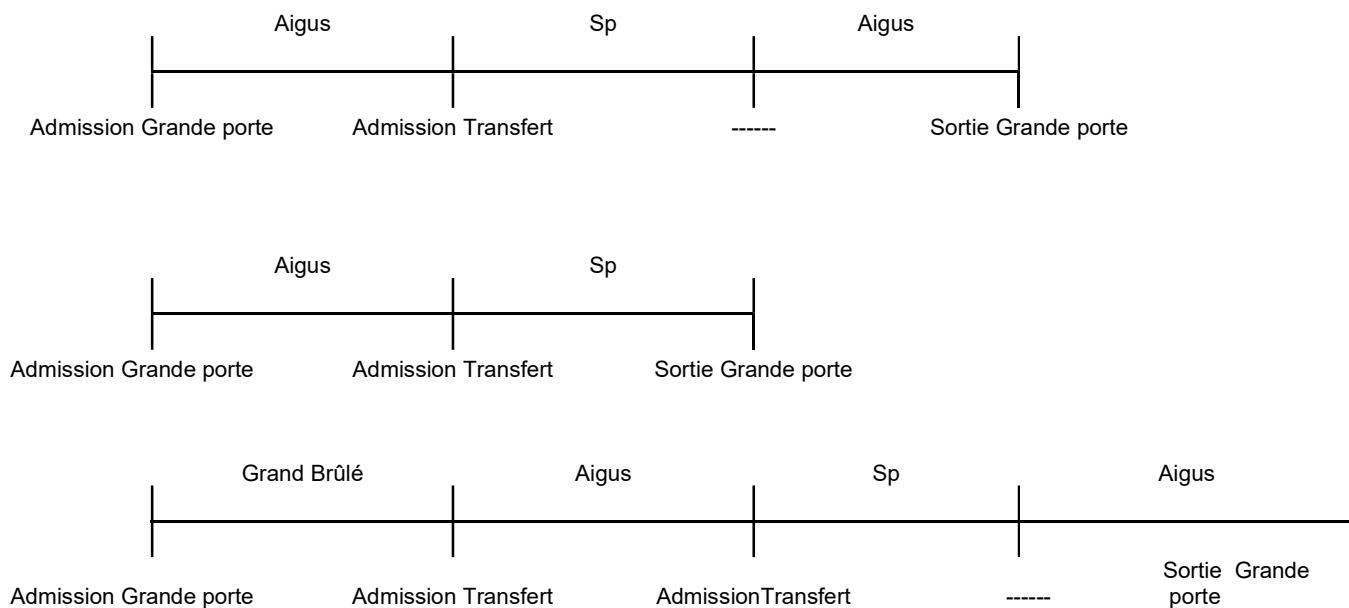 Aigus Sp Aigus
Admission Grande porte Admission Transfert ------ Sortie Grande porte
Aigus Sp
Admission Grande porte Admission Transfert Sortie Grande porte
Grand Brûlé Aigus Sp Aigus
Admission Grande porte Admission Transfert AdmissionTransfert ------ Sortie Grande
porte